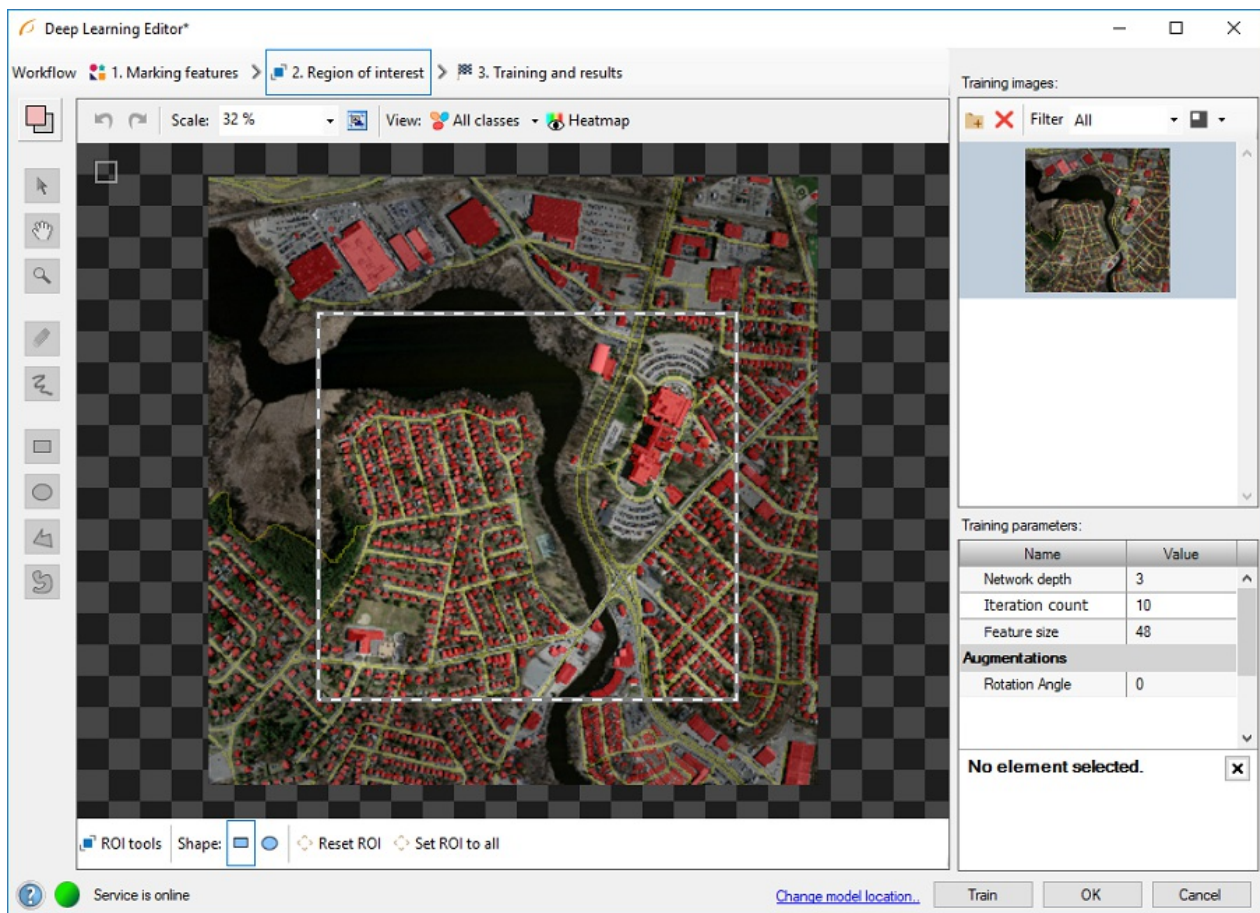 Deep Learning Editor*
Workflow 1. Marking features 2. Region of interest 3. Training and results
Scale: 32 % View: All classes Heatmap
Training images:
Filter All
Training parameters:
Name Value
Network depth 3
Iteration count 10
Feature size 48
Augmentations
Rotation Angle 0
No element selected.
ROI tools Shape: Reset ROI Set ROI to all
Service is online Change model location.. Train OK Cancel